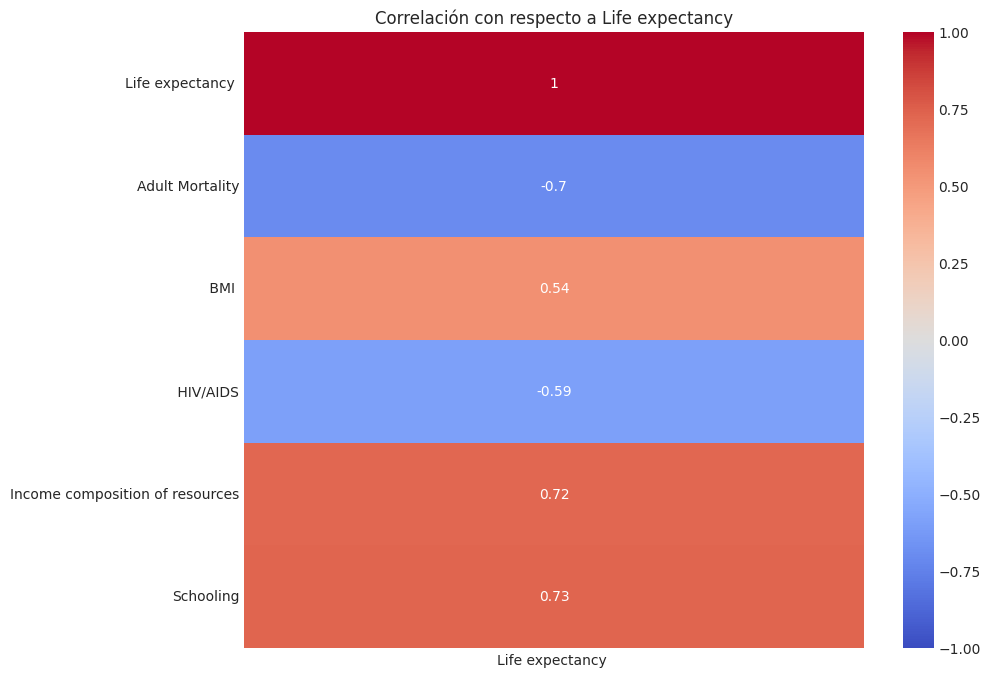 Correlación con respecto a Life expectancy
Life expectancy
1
Adult Mortality
-0.7
BMI
0.54
HIV/AIDS
-0.59
Income composition of resources
0.72
Schooling
0.73
Life expectancy
1.00
0.75
0.50
0.25
0.00
−0.25
−0.50
−0.75
−1.00